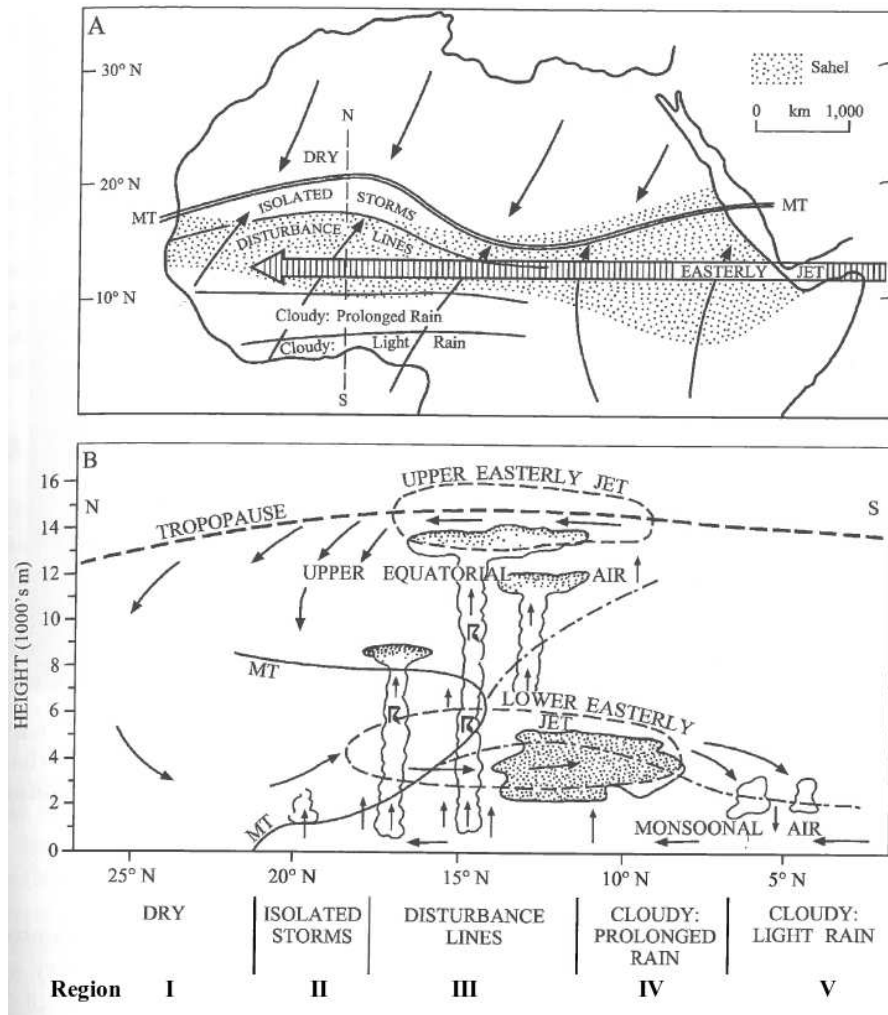 A
30° N
20° N
10° N
Sahel
0 km 1,000
N
DRY
MT
ISOLATED STORMS
DISTURBANCE LINES
MT
EASTERLY JET
Cloudy: Prolonged Rain
Cloudy: Light Rain
S
B
N
S
HEIGHT (1000's m)
16
14
12
10
8
6
4
2
0
UPPER EASTERLY JET
TROPOPAUSE
UPPER EQUATORIAL AIR
MT
LOWER EASTERLY
JET
MT
MONSOONAL AIR
25° N
20° N
15° N
10° N
5° N
DRY
ISOLATED
STORMS
DISTURBANCE
LINES
CLOUDY:
PROLONGED
RAIN
CLOUDY:
LIGHT RAIN
Region I II III IV V